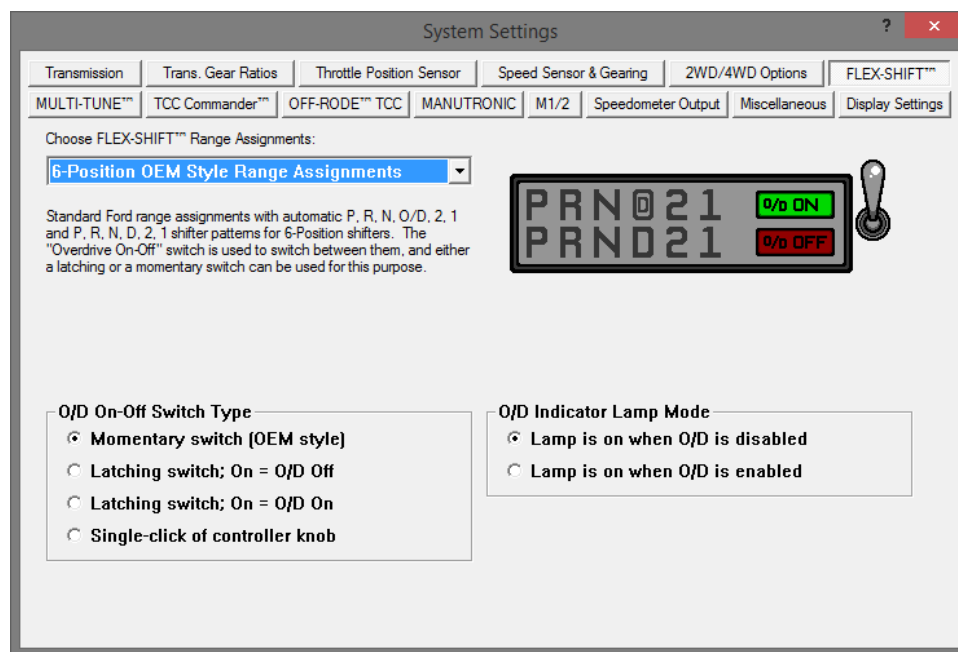 System Settings
?
×
Transmission
Trans. Gear Ratios
Throttle Position Sensor
Speed Sensor & Gearing
2WD/4WD Options
FLEX-SHIFT™
MULTI-TUNE™
TCC Commander™
OFF-RODE™ TCC
MANUTRONIC
M1/2
Speedometer Output
Miscellaneous
Display Settings
Choose FLEX-SHIFT™ Range Assignments:
6-Position OEM Style Range Assignments
Standard Ford range assignments with automatic P, R, N, O/D, 2, 1
and P, R, N, D, 2, 1 shifter patterns for 6-Position shifters. The
"Overdrive On-Off" switch is used to switch between them, and either
a latching or a momentary switch can be used for this purpose.
P R N D 2 1
O/D ON
P R N D 2 1
O/D OFF
O/D On-Off Switch Type
Momentary switch (OEM style)
Latching switch; On = O/D Off
Latching switch; On = O/D On
Single-click of controller knob
O/D Indicator Lamp Mode
Lamp is on when O/D is disabled
Lamp is on when O/D is enabled